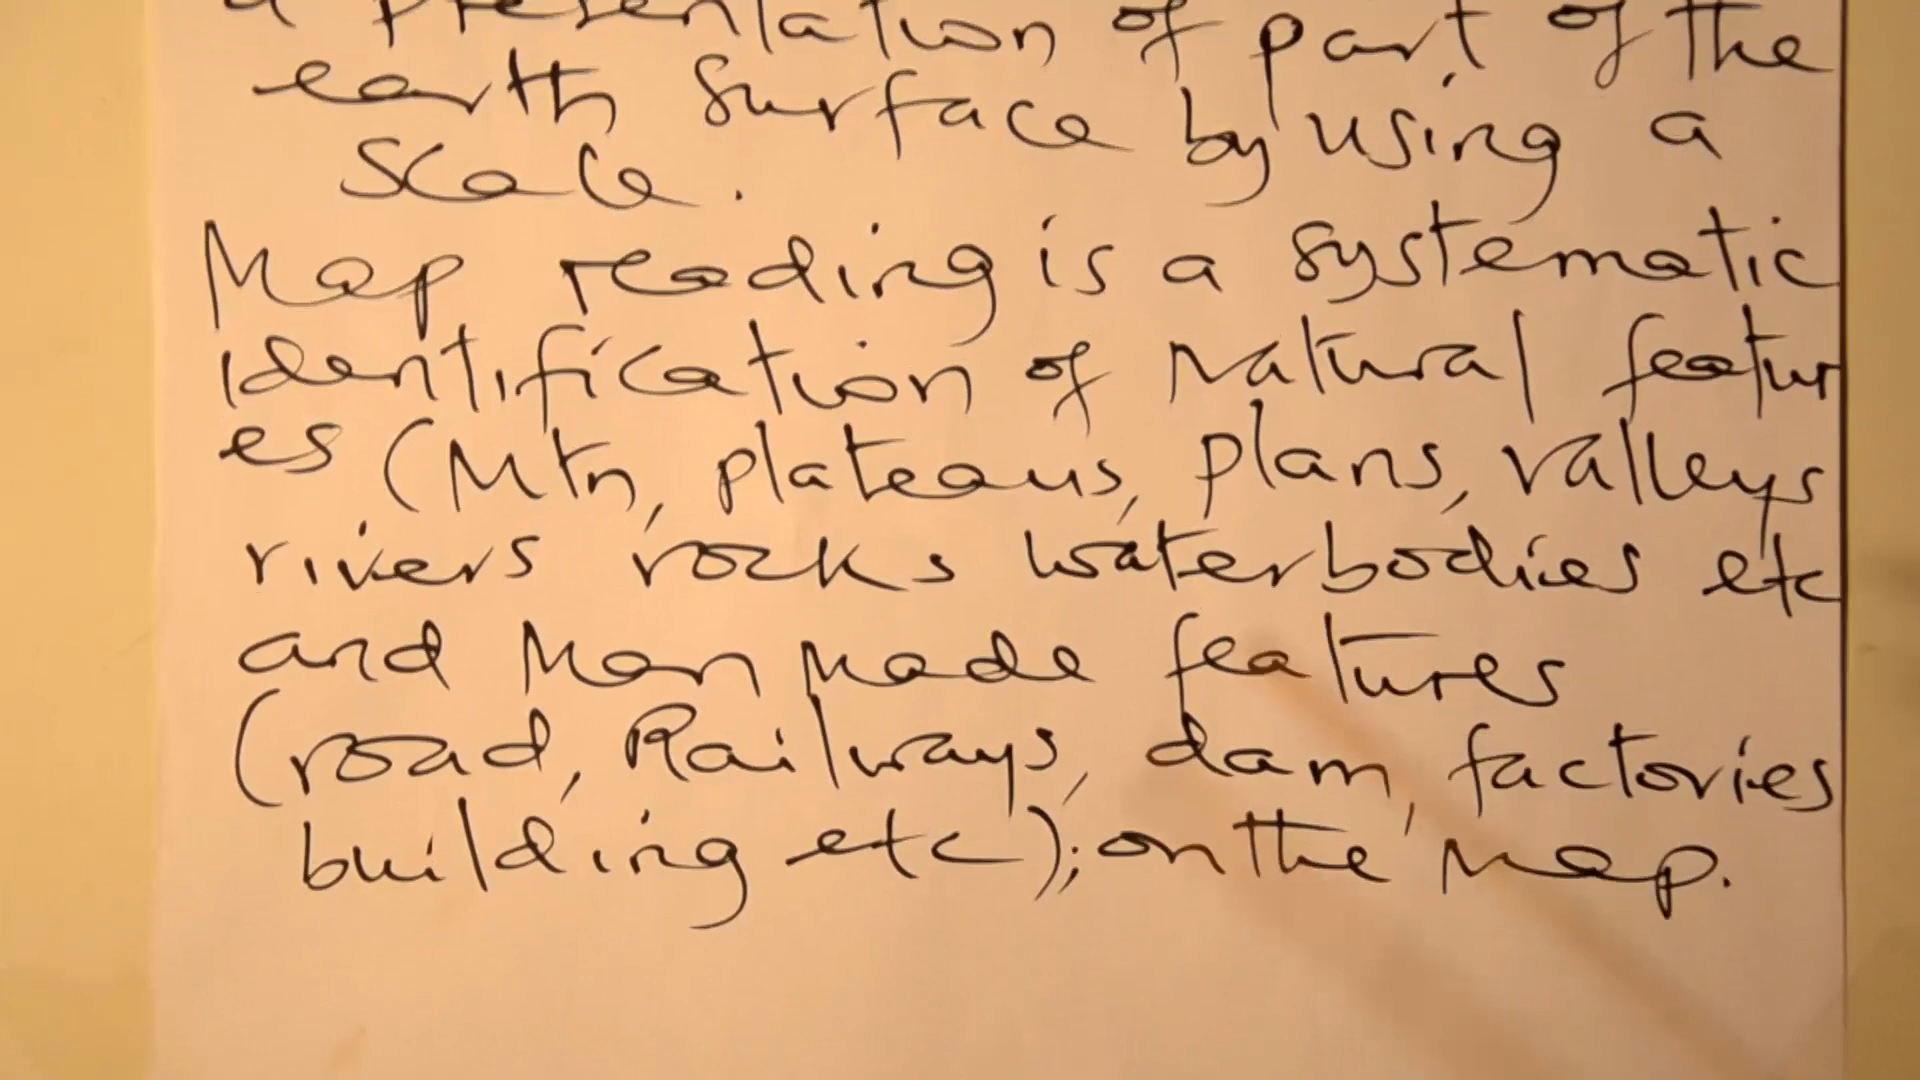 a presentation of part of the
earth surface by using a
scale.
Map reading is a systematic
identification of Natural featur
es (Mtn, plateaus, plans, valleys
rivers rocks waterbodies etc
and Man made features
(road, Railways, dam, factories
building etc); on the Map.